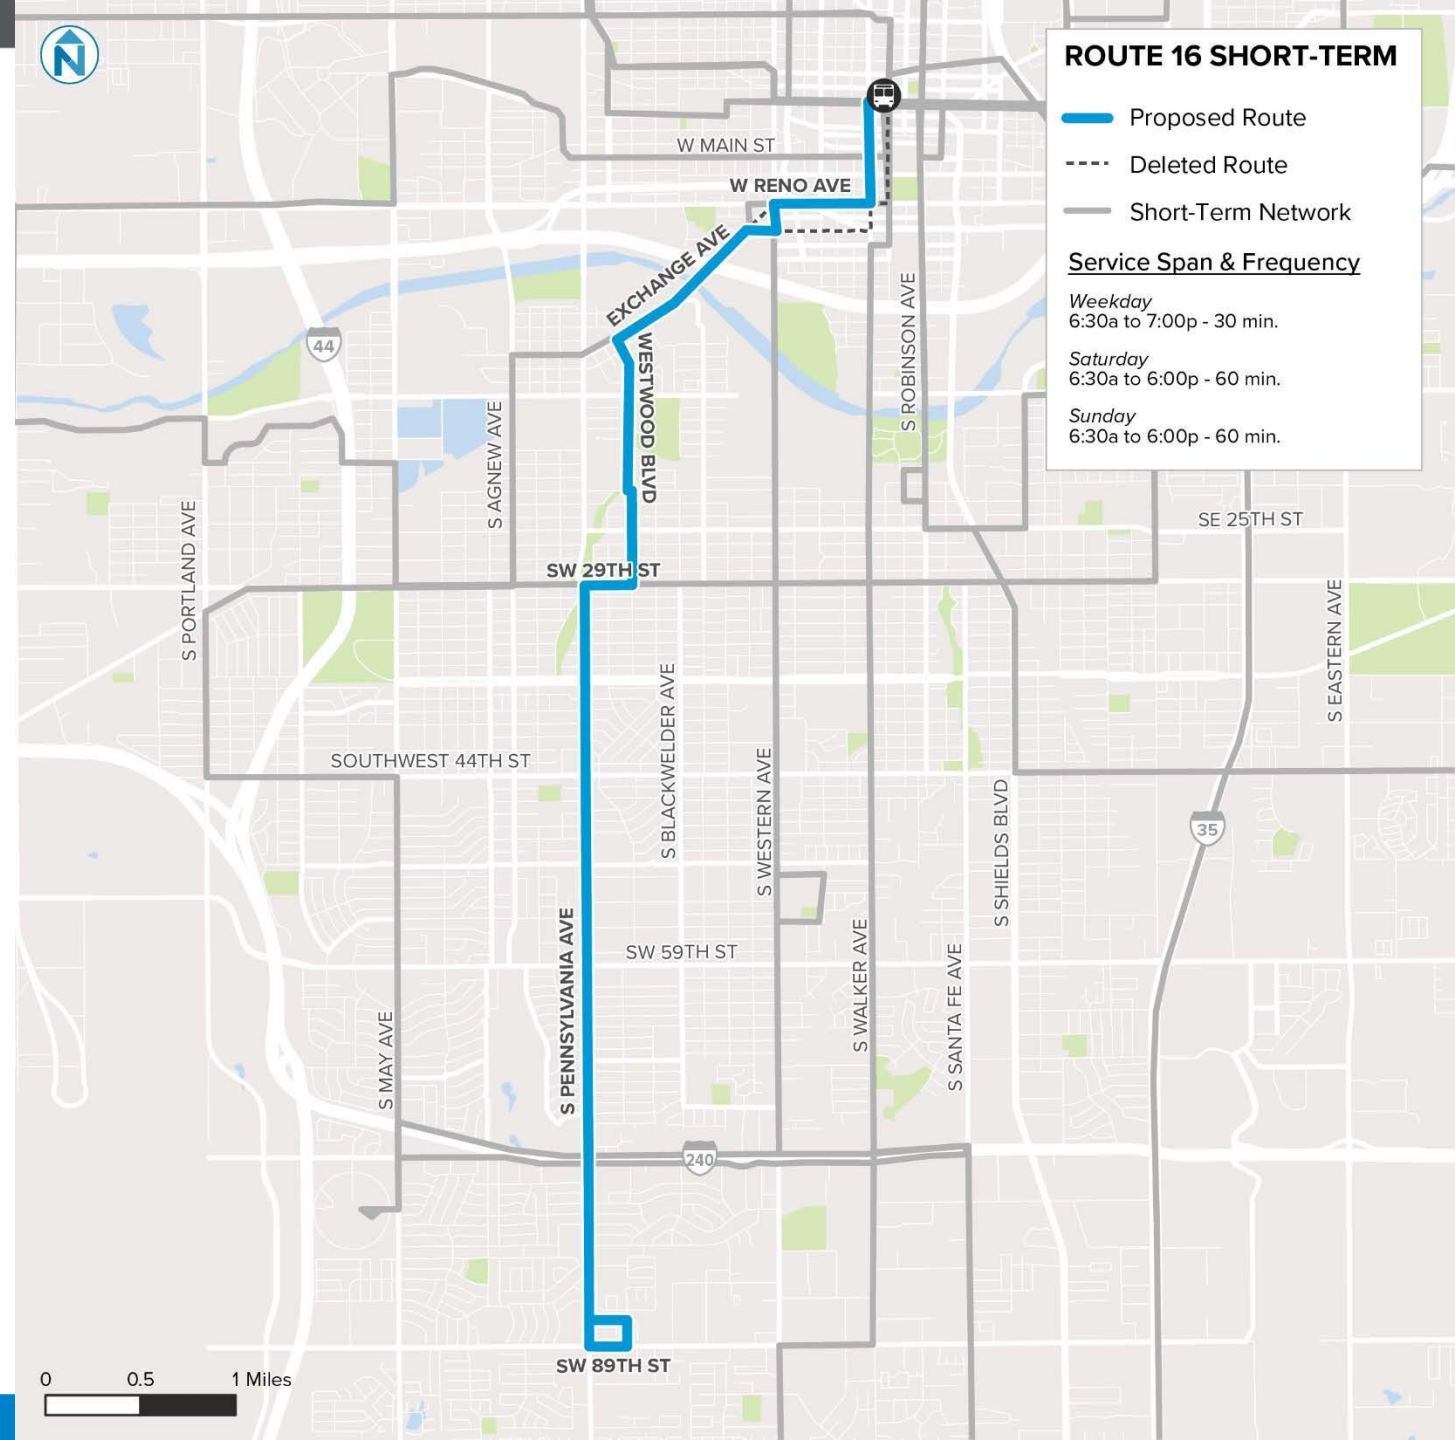 N
ROUTE 16 SHORT-TERM
Proposed Route
Deleted Route
Short-Term Network
Service Span & Frequency
Weekday
6:30a to 7:00p - 30 min.
Saturday
6:30a to 6:00p - 60 min.
Sunday
6:30a to 6:00p - 60 min.
W MAIN ST
W RENO AVE
EXCHANGE AVE
S ROBINSON AVE
44
WESTWOOD BLVD
S AGNEW AVE
S PORTLAND AVE
SE 25TH ST
SW 29TH ST
S EASTERN AVE
S BLACKWELDER AVE
SOUTHWEST 44TH ST
S WESTERN AVE
S SHIELDS BLVD
35
S PENNSYLVANIA AVE
SW 59TH ST
S WALKER AVE
S SANTA FE AVE
S MAY AVE
240
SW 89TH ST
0 0.5 1 Miles